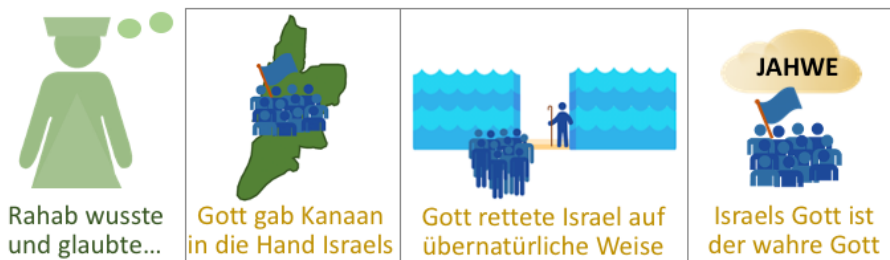 JAHWE
Rahab wusste
und glaubte...
Gott gab Kanaan
in die Hand Israels
Gott rettete Israel auf
übernatürliche Weise
Israels Gott ist
der wahre Gott